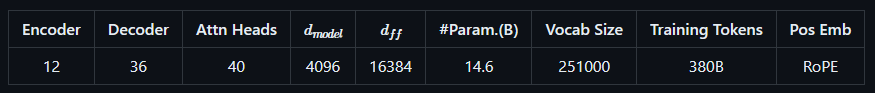 Encoder Decoder Attn Heads d_model d_ff #Param.(B) Vocab Size Training Tokens Pos Emb
12 36 40 4096 16384 14.6 251000 380B RoPE